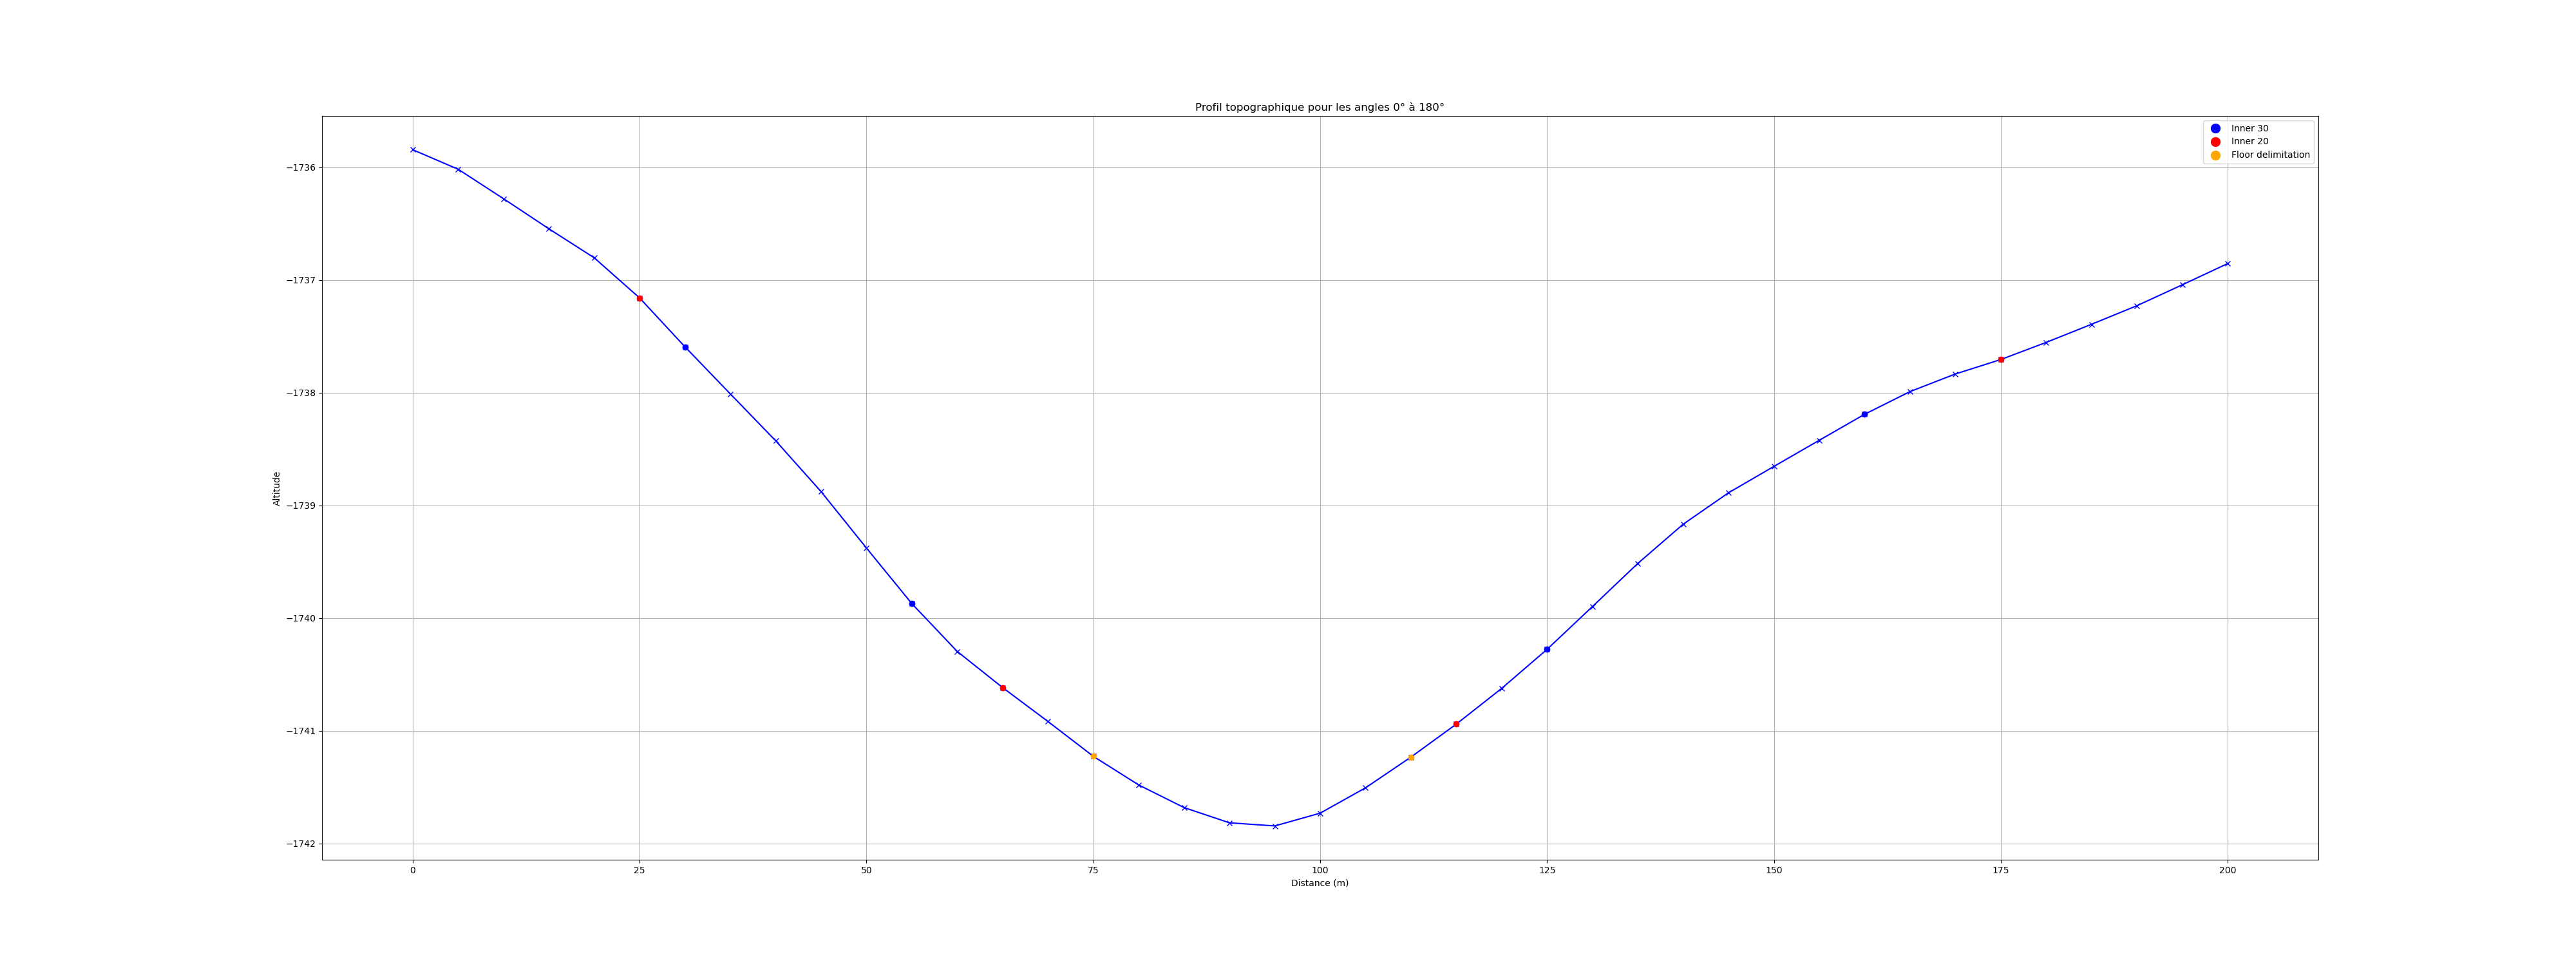 Profil topographique pour les angles 0° à 180°
Inner 30
Inner 20
Floor delimitation
−1736
−1737
−1738
−1739
−1740
−1741
−1742
Altitude
0 25 50 75 100 125 150 175 200
Distance (m)